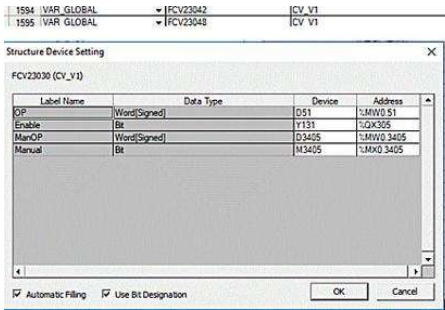 1594 VAR_GLOBAL FCV23042 CV_V1
1595 VAR_GLOBAL FCV23048 CV_V1
Structure Device Setting
FCV23030 (CV_V1)
Label Name Data Type Device Address
OP Word[Signed] D51 %MW0.51
Enable Bit Y131 %QX305
ManOP Word[Signed] D3405 %MW0.3405
Manual Bit M3405 %MX0.3405
Automatic Filling Use Bit Designation OK Cancel